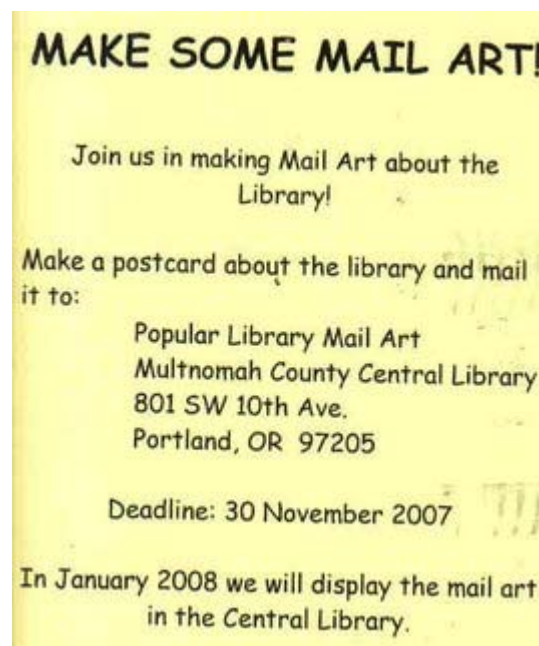 MAKE SOME MAIL ART!
Join us in making Mail Art about the
Library!
Make a postcard about the library and mail
it to:
Popular Library Mail Art
Multnomah County Central Library
801 SW 10th Ave.
Portland, OR 97205
Deadline: 30 November 2007
In January 2008 we will display the mail art
in the Central Library.